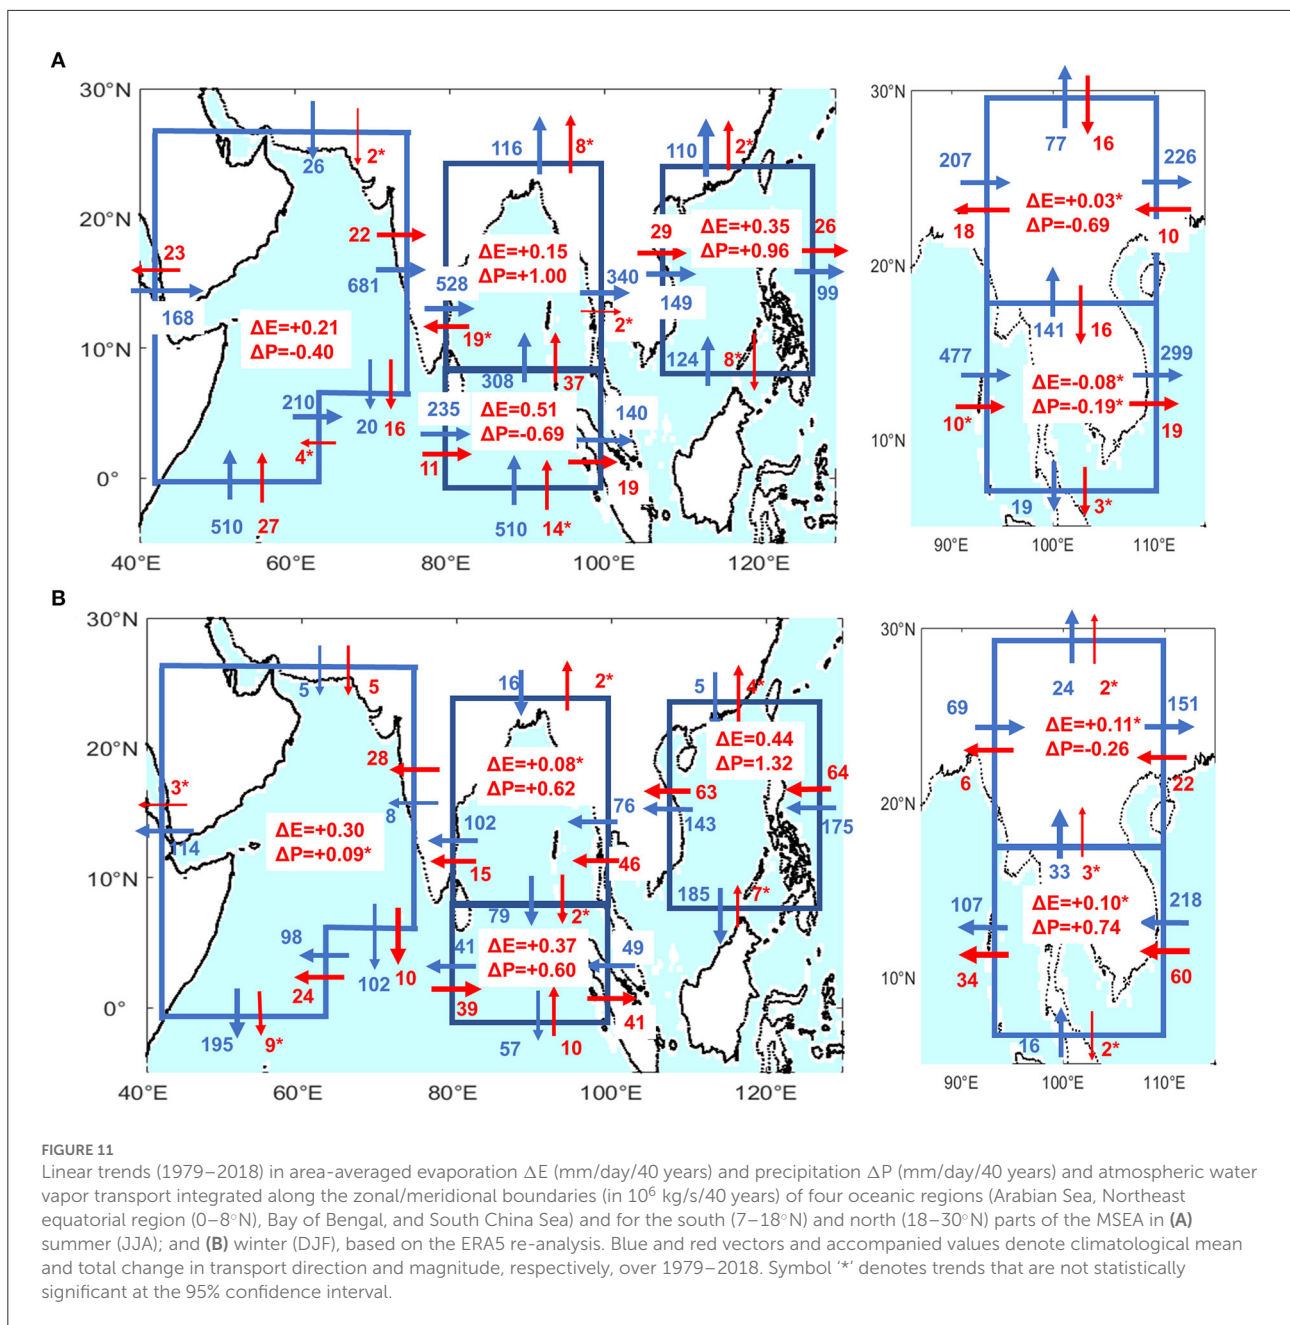 A
30°N
20°N
10°N
0°
40°E
60°E
80°E
100°E
120°E
26
2*
23
168
22
681
ΔE=+0.21
ΔP=-0.40
210
4*
20
16
510
27
116
8*
ΔE=+0.15
ΔP=+1.00
528
19*
340
2*
308
37
235
11
ΔE=0.51
ΔP=-0.69
140
19
510
14*
110
2*
29
149
ΔE=+0.35
ΔP=+0.96
26
99
124
8*
30°N
20°N
10°N
90°E
100°E
110°E
77
16
207
18
226
10
ΔE=+0.03*
ΔP=-0.69
141
16
477
10*
299
19
ΔE=-0.08*
ΔP=-0.19*
19
3*
B
30°N
20°N
10°N
0°
40°E
60°E
80°E
100°E
120°E
5
5
3*
114
28
8
ΔE=+0.30
ΔP=+0.09*
98
24
102
10
195
9*
16
2*
ΔE=+0.08*
ΔP=+0.62
102
15
76
46
79
2*
41
39
ΔE=+0.37
ΔP=+0.60
49
41
57
10
5
4*
ΔE=0.44
ΔP=1.32
63
143
64
175
185
7*
30°N
20°N
10°N
90°E
100°E
110°E
24
2*
69
6
151
22
ΔE=+0.11*
ΔP=-0.26
33
3*
107
34
218
60
ΔE=+0.10*
ΔP=+0.74
16
2*
FIGURE 11
Linear trends (1979–2018) in area-averaged evaporation ΔE (mm/day/40 years) and precipitation ΔP (mm/day/40 years) and atmospheric water
vapor transport integrated along the zonal/meridional boundaries (in 10⁶ kg/s/40 years) of four oceanic regions (Arabian Sea, Northeast
equatorial region (0–8°N), Bay of Bengal, and South China Sea) and for the south (7–18°N) and north (18–30°N) parts of the MSEA in (A)
summer (JJA); and (B) winter (DJF), based on the ERA5 re-analysis. Blue and red vectors and accompanied values denote climatological mean
and total change in transport direction and magnitude, respectively, over 1979–2018. Symbol ‘*’ denotes trends that are not statistically
significant at the 95% confidence interval.